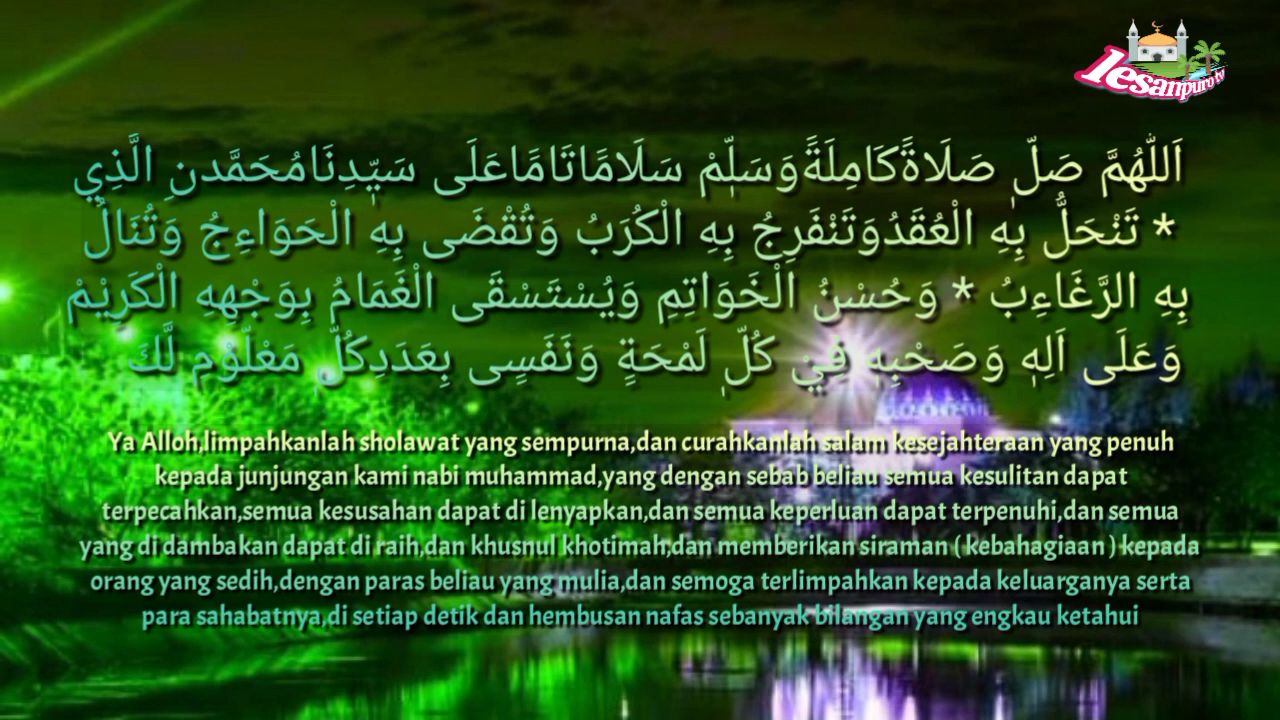 lesanpuro tv
اَللّٰهُمَّ صَلِّ صَلَاةً كَامِلَةً وَسَلِّمْ سَلَامًا تَامًا عَلَى سَيِّدِنَا مُحَمَّدِنِ الَّذِي
* تَنْحَلُّ بِهِ الْعُقَدُ وَتَنْفَرِجُ بِهِ الْكُرَبُ وَتُقْضَى بِهِ الْحَوَاءِجُ وَتُنَالُ
بِهِ الرَّغَاءِبُ * وَحُسْنُ الْخَوَاتِمِ وَيُسْتَسْقَى الْغَمَامُ بِوَجْهِهِ الْكَرِيْمْ
وَعَلَى اَلِهٖ وَصَحْبِهٖ فِيْ كُلِّ لَمْحَةٍ وَنَفَسٍى بِعَدَدِ كُلِّ مَعْلُوْمٍ لَّكَ
Ya Alloh,limpahkanlah sholawat yang sempurna,dan curahkanlah salam kesejahteraan yang penuh
kepada junjungan kami nabi muhammad,yang dengan sebab beliau semua kesulitan dapat
terpecahkan,semua kesusahan dapat di lenyapkan,dan semua keperluan dapat terpenuhi,dan semua
yang di dambakan dapat di raih,dan khusnul khotimah,dan memberikan siraman ( kebahagiaan ) kepada
orang yang sedih,dengan paras beliau yang mulia,dan semoga terlimpahkan kepada keluarganya serta
para sahabatnya,di setiap detik dan hembusan nafas sebanyak bilangan yang engkau ketahui